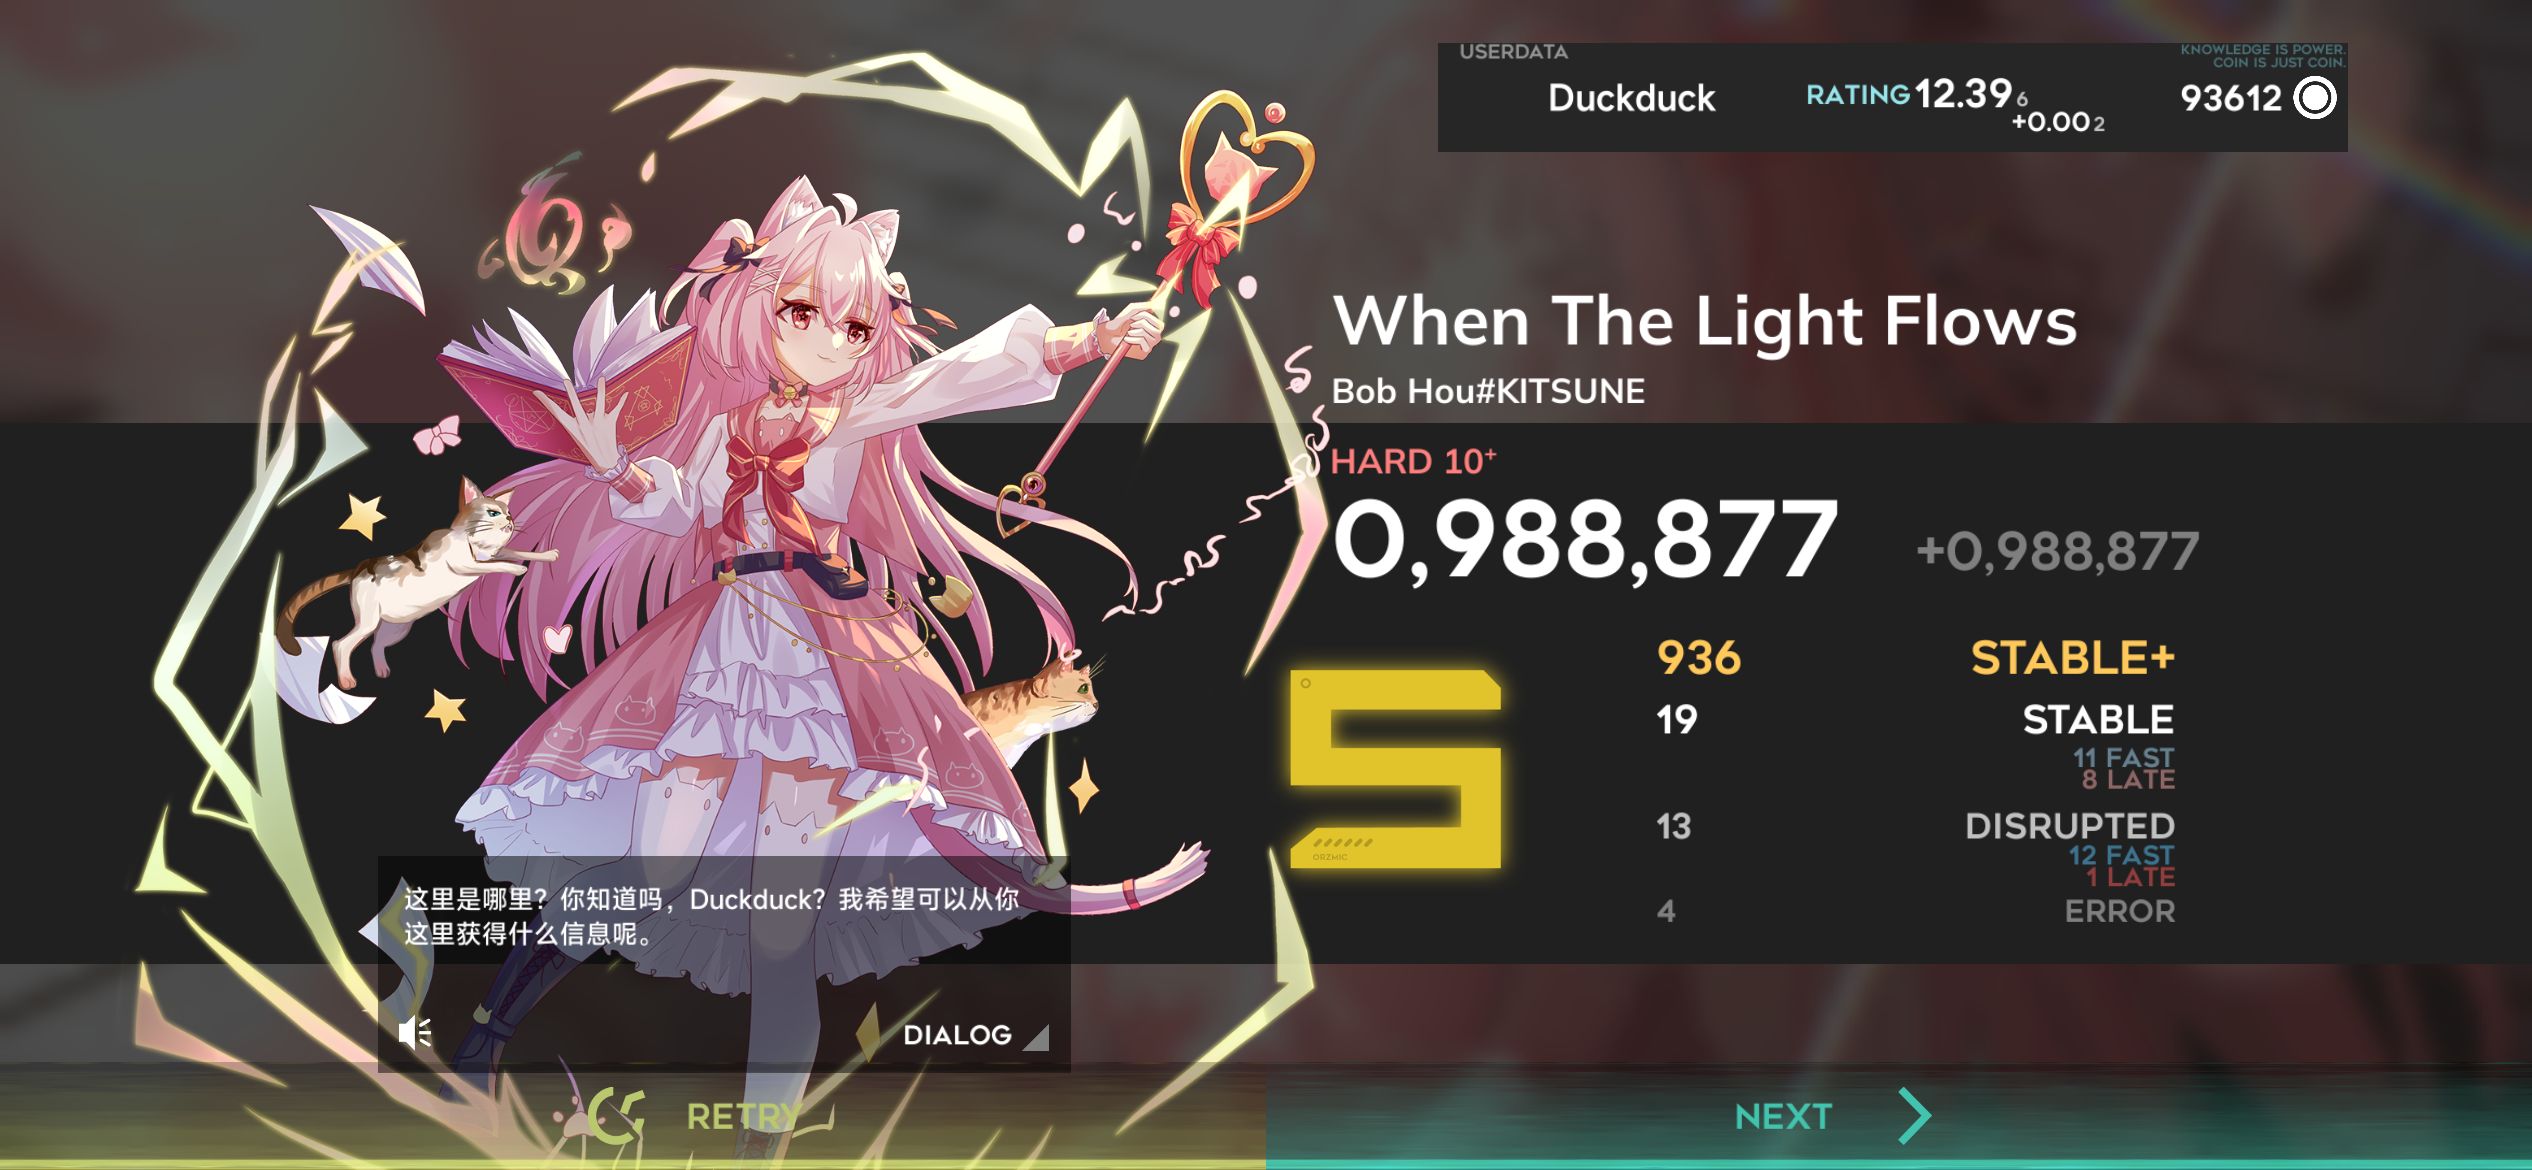 USERDATA
KNOWLEDGE IS POWER.
COIN IS JUST COIN.
Duckduck
RATING 12.396
+0.002
93612
When The Light Flows
Bob Hou#KITSUNE
HARD 10+
0,988,877
+0,988,877
S
ORZMIC
936 STABLE+
19 STABLE
11 FAST
8 LATE
13 DISRUPTED
12 FAST
1 LATE
4 ERROR
这里是哪里？你知道吗，Duckduck？我希望可以从你
这里获得什么信息呢。
DIALOG
RETRY
NEXT